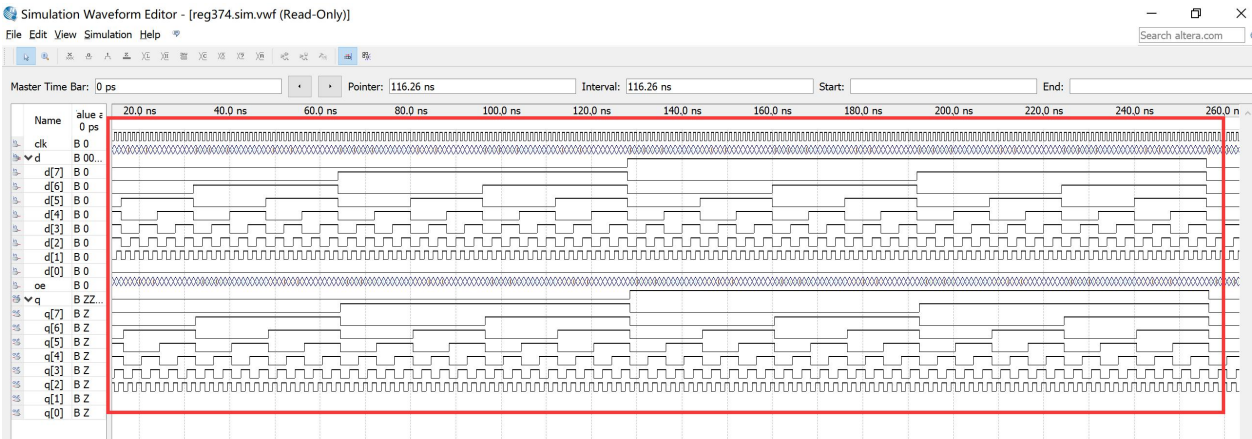 Simulation Waveform Editor - [reg374.sim.vwf (Read-Only)]
File Edit View Simulation Help
Search altera.com
Master Time Bar: 0 ps Pointer: 116.26 ns Interval: 116.26 ns Start: End:
Name 20.0 ns 40.0 ns 60.0 ns 80.0 ns 100.0 ns 120.0 ns 140.0 ns 160.0 ns 180.0 ns 200.0 ns 220.0 ns 240.0 ns 260.0 n
0 ps
clk B 0
d B 00...
d[7] B 0
d[6] B 0
d[5] B 0
d[4] B 0
d[3] B 0
d[2] B 0
d[1] B 0
d[0] B 0
oe B 0
q B ZZ...
q[7] B Z
q[6] B Z
q[5] B Z
q[4] B Z
q[3] B Z
q[2] B Z
q[1] B Z
q[0] B Z